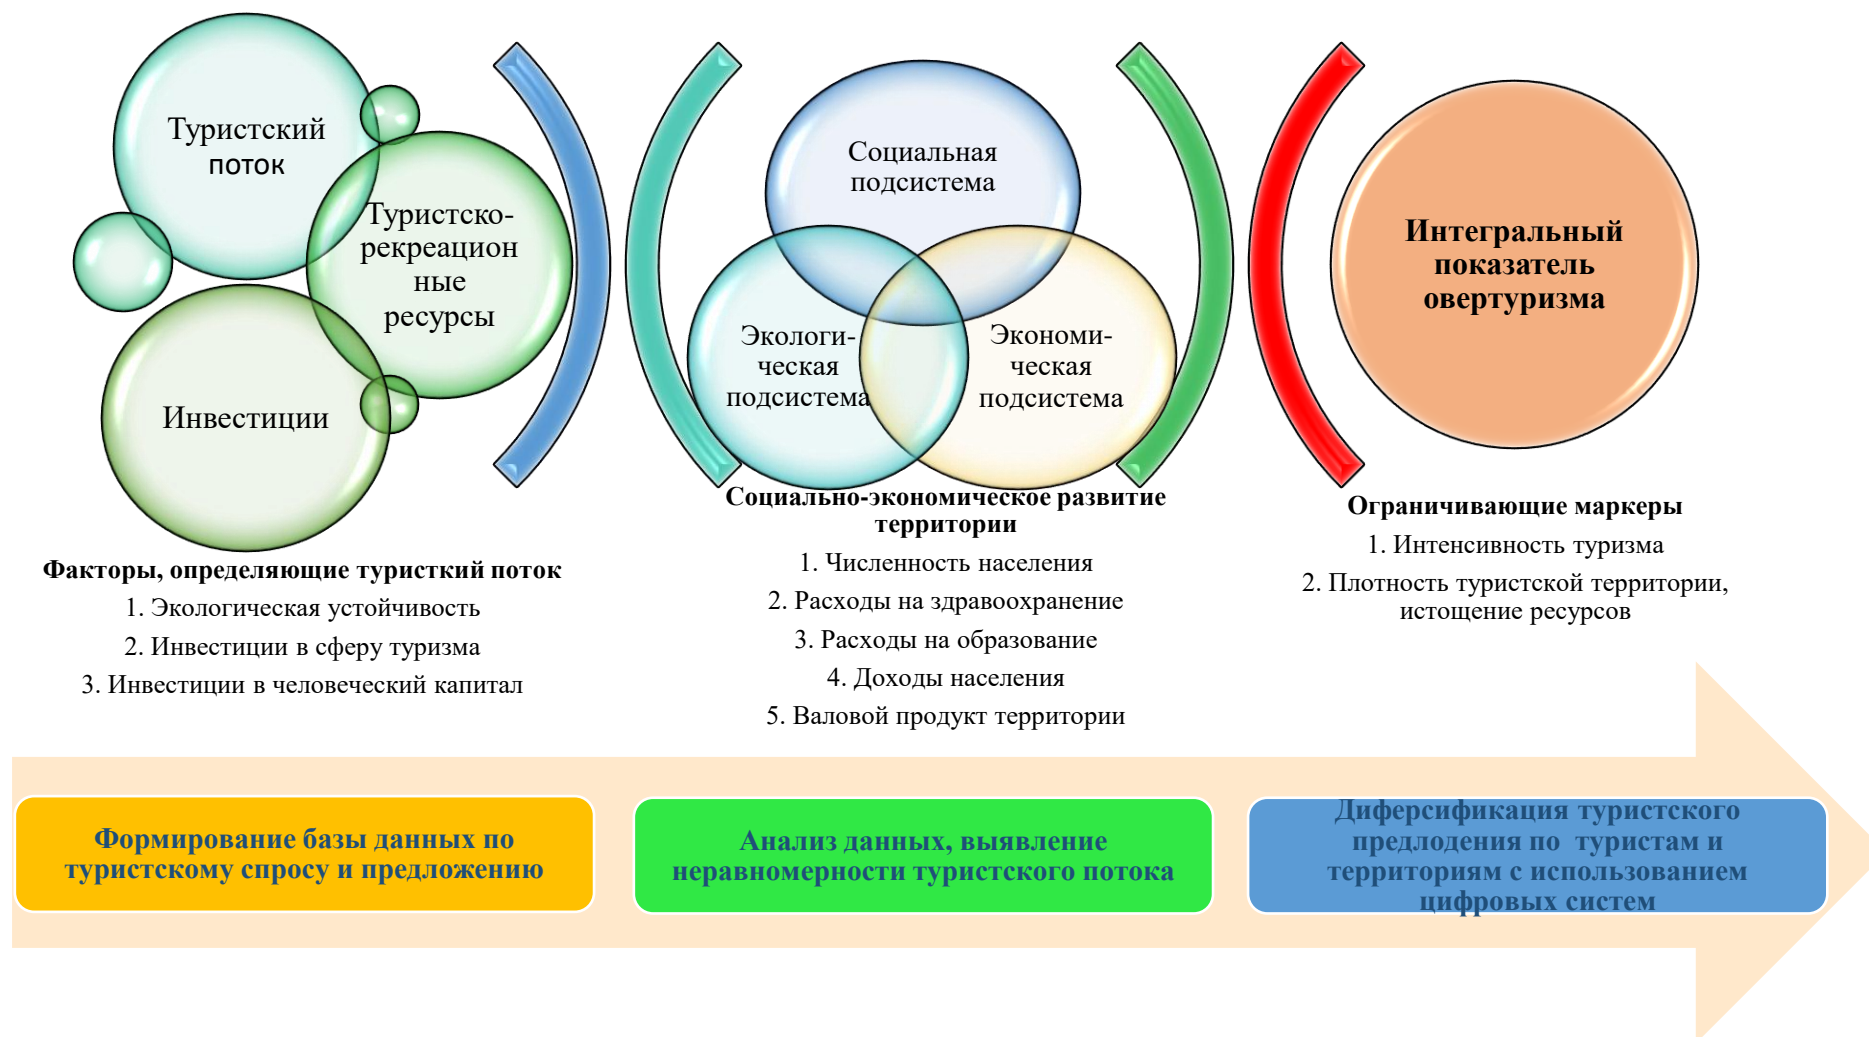 Туристский
поток
Туристско-
рекреацион
ные
ресурсы
Инвестиции
Факторы, определяющие туристкий поток
1. Экологическая устойчивость
2. Инвестиции в сферу туризма
3. Инвестиции в человеческий капитал
Социальная
подсистема
Экологи-
ческая
подсистема
Экономи-
ческая
подсистема
Социально-экономическое развитие
территории
1. Численность населения
2. Расходы на здравоохранение
3. Расходы на образование
4. Доходы населения
5. Валовой продукт территории
Интегральный
показатель
овертуризма
Ограничивающие маркеры
1. Интенсивность туризма
2. Плотность туристской территории,
истощение ресурсов
Формирование базы данных по
туристскому спросу и предложению
Анализ данных, выявление
неравномерности туристского потока
Диферсификация туристского
предлодения по туристам и
территориям с использованием
цифровых систем